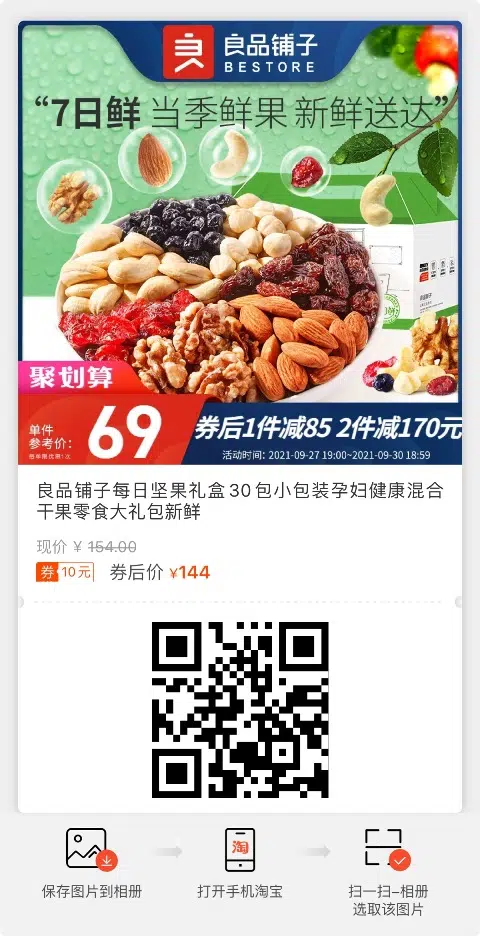 良品铺子
BESTORE
“7日鲜 当季鲜果 新鲜送达”
聚划算
单件
参考价:
69
券后1件减85 2件减170元
活动时间: 2021-09-27 19:00~2021-09-30 18:59
良品铺子每日坚果礼盒30包小包装孕妇健康混合
干果零食大礼包新鲜
现价 ¥ 154.00
券 10元 券后价 ¥144
淘
保存图片到相册
打开手机淘宝
扫一扫-相册
选取该图片